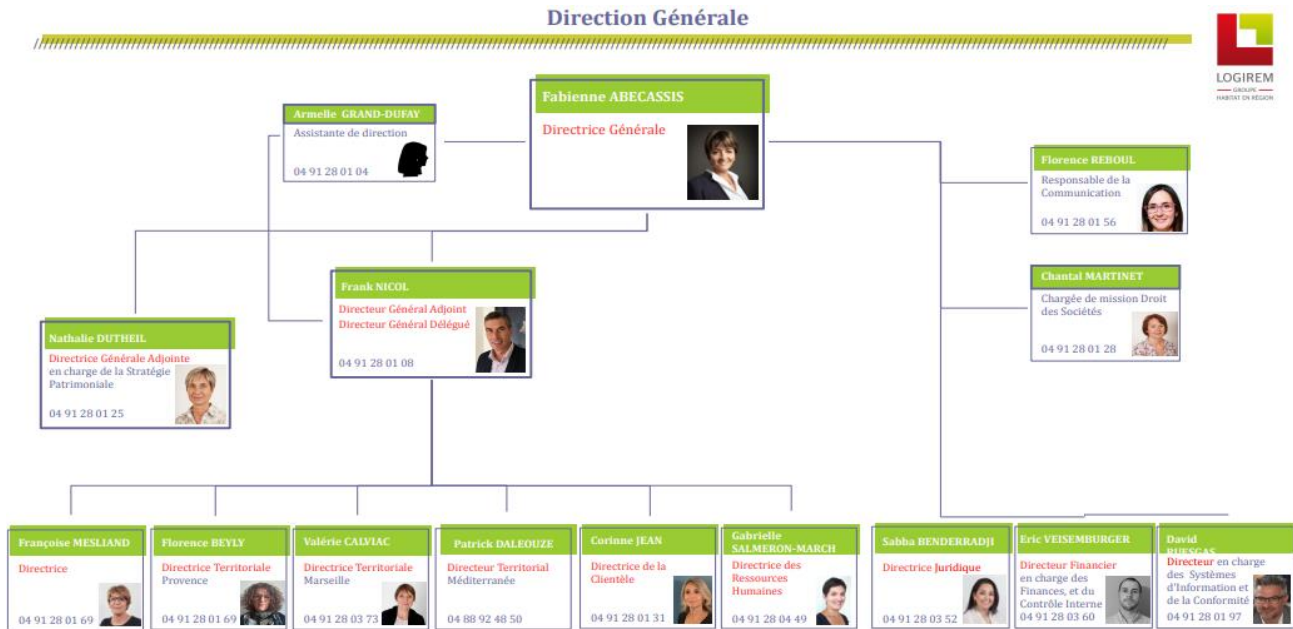 Direction Générale
LOGIREM
GROUPE
HABITAT EN RÉGION
Fabienne ABECASSIS
Directrice Générale
Armelle GRAND-DUFAY
Assistante de direction
04 91 28 01 04
Florence REBOUL
Responsable de la
Communication
04 91 28 01 56
Chantal MARTINET
Chargée de mission Droit
des Sociétés
04 91 28 01 28
Frank NICOL
Directeur Général Adjoint
Directeur Général Délégué
04 91 28 01 08
Nathalie DUTHEIL
Directrice Générale Adjointe
en charge de la Stratégie
Patrimoniale
04 91 28 01 25
Françoise MESLIAND
Directrice
04 91 28 01 69
Florence BEYLY
Directrice Territoriale
Provence
04 91 28 01 69
Valérie CALVIAC
Directrice Territoriale
Marseille
04 91 28 03 73
Patrick DALEOUZE
Directeur Territorial
Méditerranée
04 88 92 48 50
Corinne JEAN
Directrice de la
Clientèle
04 91 28 01 31
Gabrielle
SALMERON-MARCH
Directrice des
Ressources
Humaines
04 91 28 04 49
Sabba BENDERRADJI
Directrice Juridique
04 91 28 03 52
Eric VEISEMBURGER
Directeur Financier
en charge des
Finances, et du
Contrôle Interne
04 91 28 03 60
David
RUESGAS
Directeur en charge
des Systèmes
d'Information et
de la Conformité
04 91 28 01 97